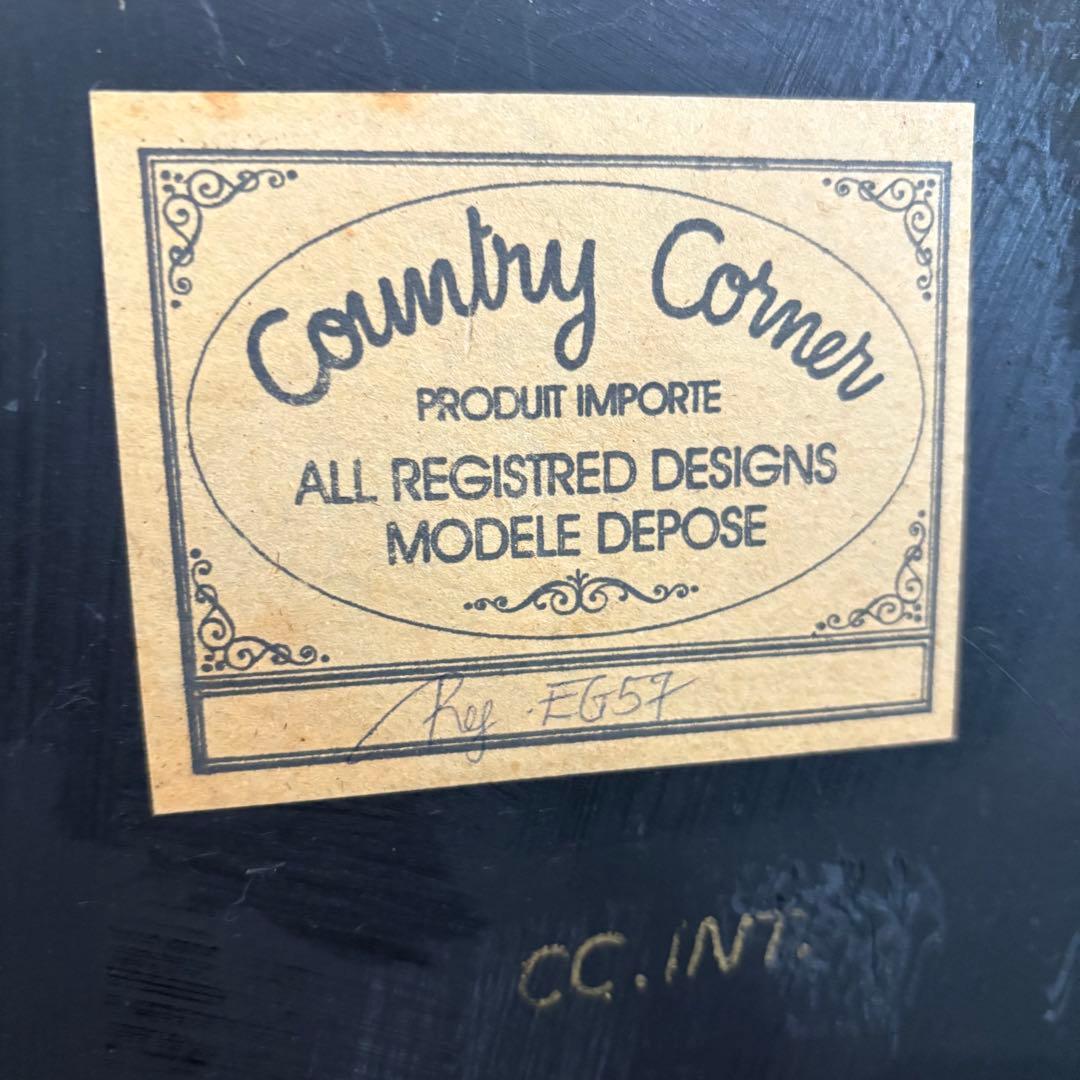 Country Corner
PRODUIT IMPORTE
ALL REGISTRED DESIGNS
MODELE DEPOSE
Ref EG57
CC.INT.